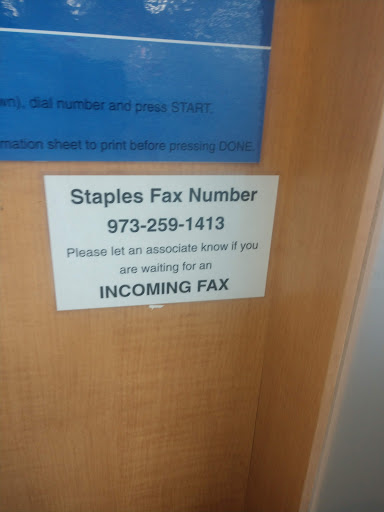 wn), dial number and press START.
mation sheet to print before pressing DONE.
Staples Fax Number
973-259-1413
Please let an associate know if you
are waiting for an
INCOMING FAX